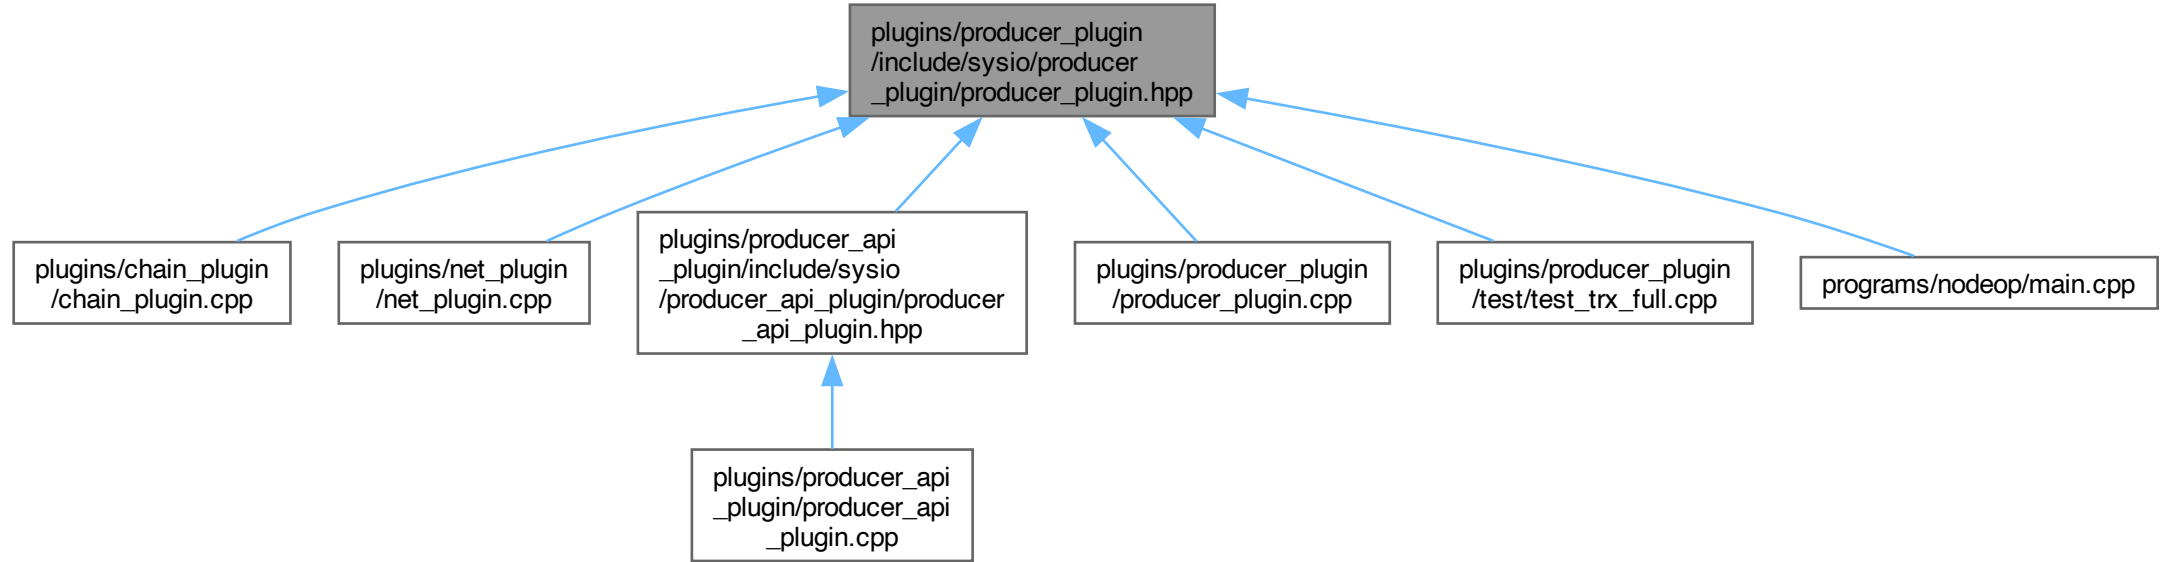 plugins/producer_plugin
/include/sysio/producer
_plugin/producer_plugin.hpp
plugins/chain_plugin
/chain_plugin.cpp
plugins/net_plugin
/net_plugin.cpp
plugins/producer_api
_plugin/include/sysio
/producer_api_plugin/producer
_api_plugin.hpp
plugins/producer_plugin
/producer_plugin.cpp
plugins/producer_plugin
/test/test_trx_full.cpp
programs/nodeop/main.cpp
plugins/producer_api
_plugin/producer_api
_plugin.cpp